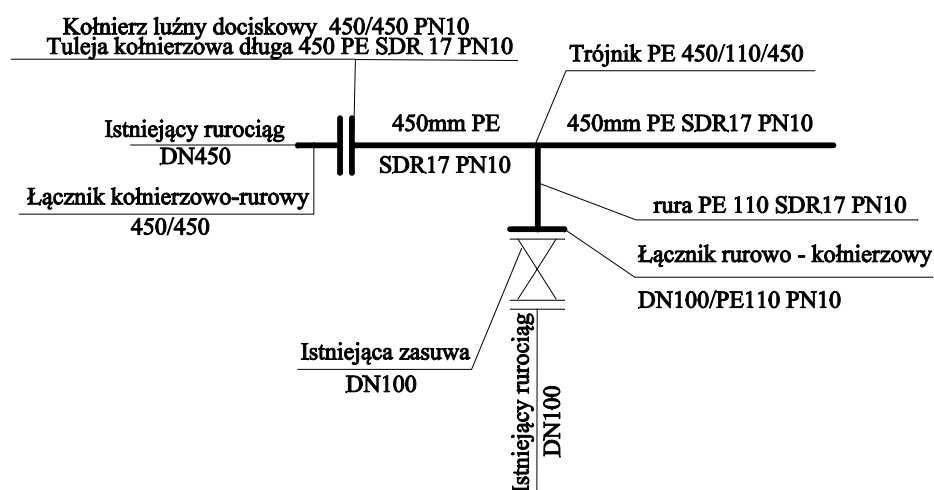 Kołnierz luźny dociskowy 450/450 PN10
Tuleja kołnierzowa długa 450 PE SDR 17 PN10
Trójnik PE 450/110/450
Istniejący rurociąg
DN450
450mm PE
SDR17 PN10
450mm PE SDR17 PN10
Łącznik kołnierzowo-rurowy
450/450
rura PE 110 SDR17 PN10
Łącznik rurowo - kołnierzowy
DN100/PE110 PN10
Istniejąca zasuwa
DN100
Istniejący rurociąg
DN100